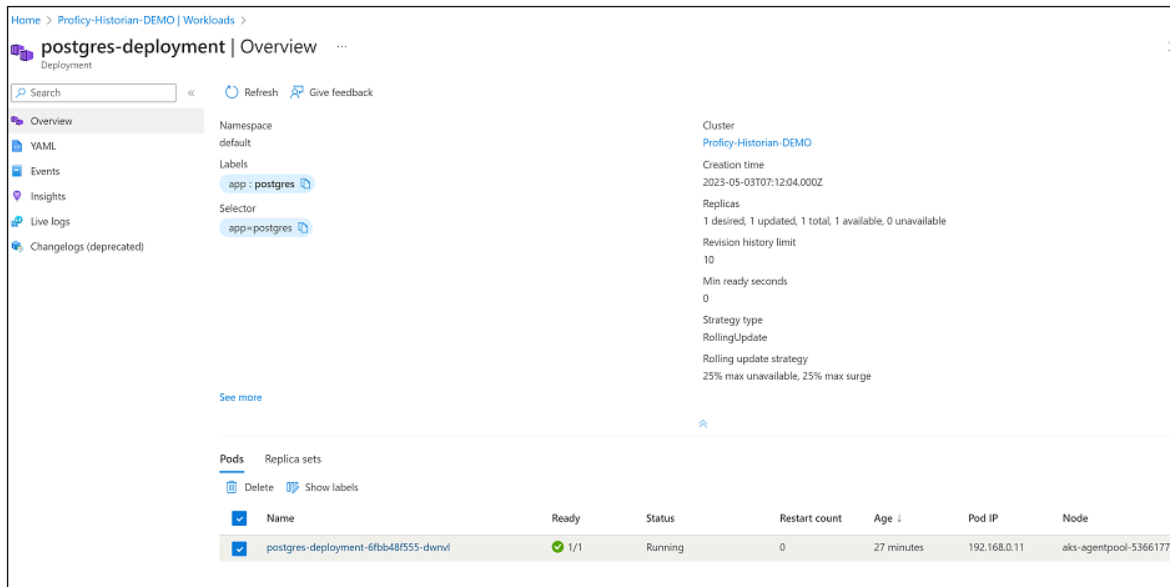 Home > Proficy-Historian-DEMO | Workloads >
postgres-deployment | Overview ...
Deployment
Search
«
Refresh
Give feedback
Overview
YAML
Events
Insights
Live logs
Changelogs (deprecated)
Namespace
default
Labels
app : postgres
Selector
app=postgres
See more
Cluster
Proficy-Historian-DEMO
Creation time
2023-05-03T07:12:04.000Z
Replicas
1 desired, 1 updated, 1 total, 1 available, 0 unavailable
Revision history limit
10
Min ready seconds
0
Strategy type
RollingUpdate
Rolling update strategy
25% max unavailable, 25% max surge
Pods Replica sets
Delete Show labels
Name Ready Status Restart count Age ↓ Pod IP Node
postgres-deployment-6fbb48f555-dwnvl 1/1 Running 0 27 minutes 192.168.0.11 aks-agentpool-5366177